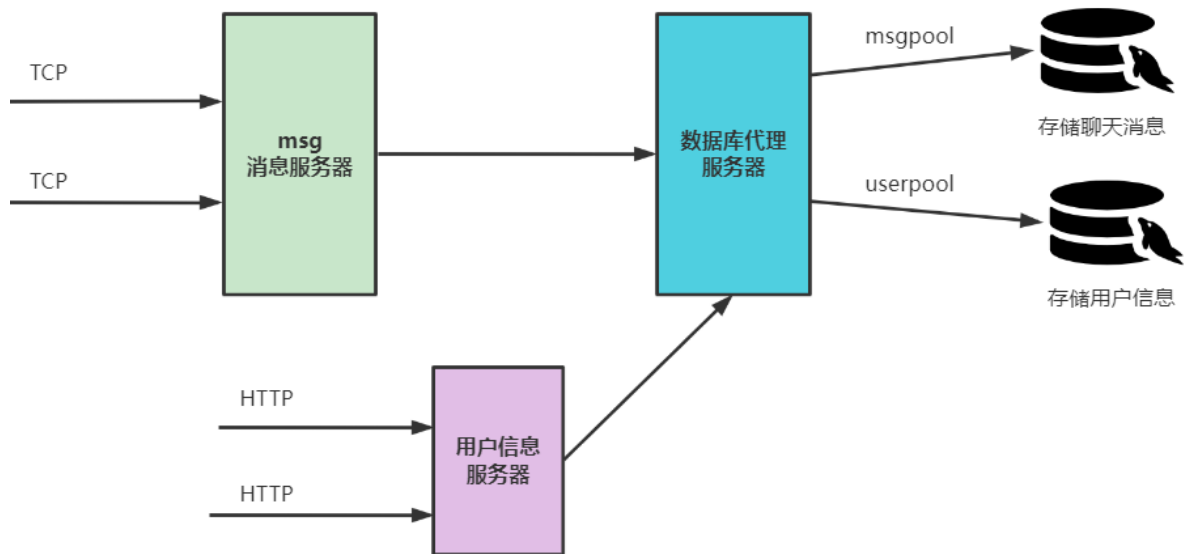 TCP
TCP
msg
消息服务器
数据库代理
服务器
msgpool
存储聊天消息
userpool
存储用户信息
HTTP
HTTP
用户信息
服务器